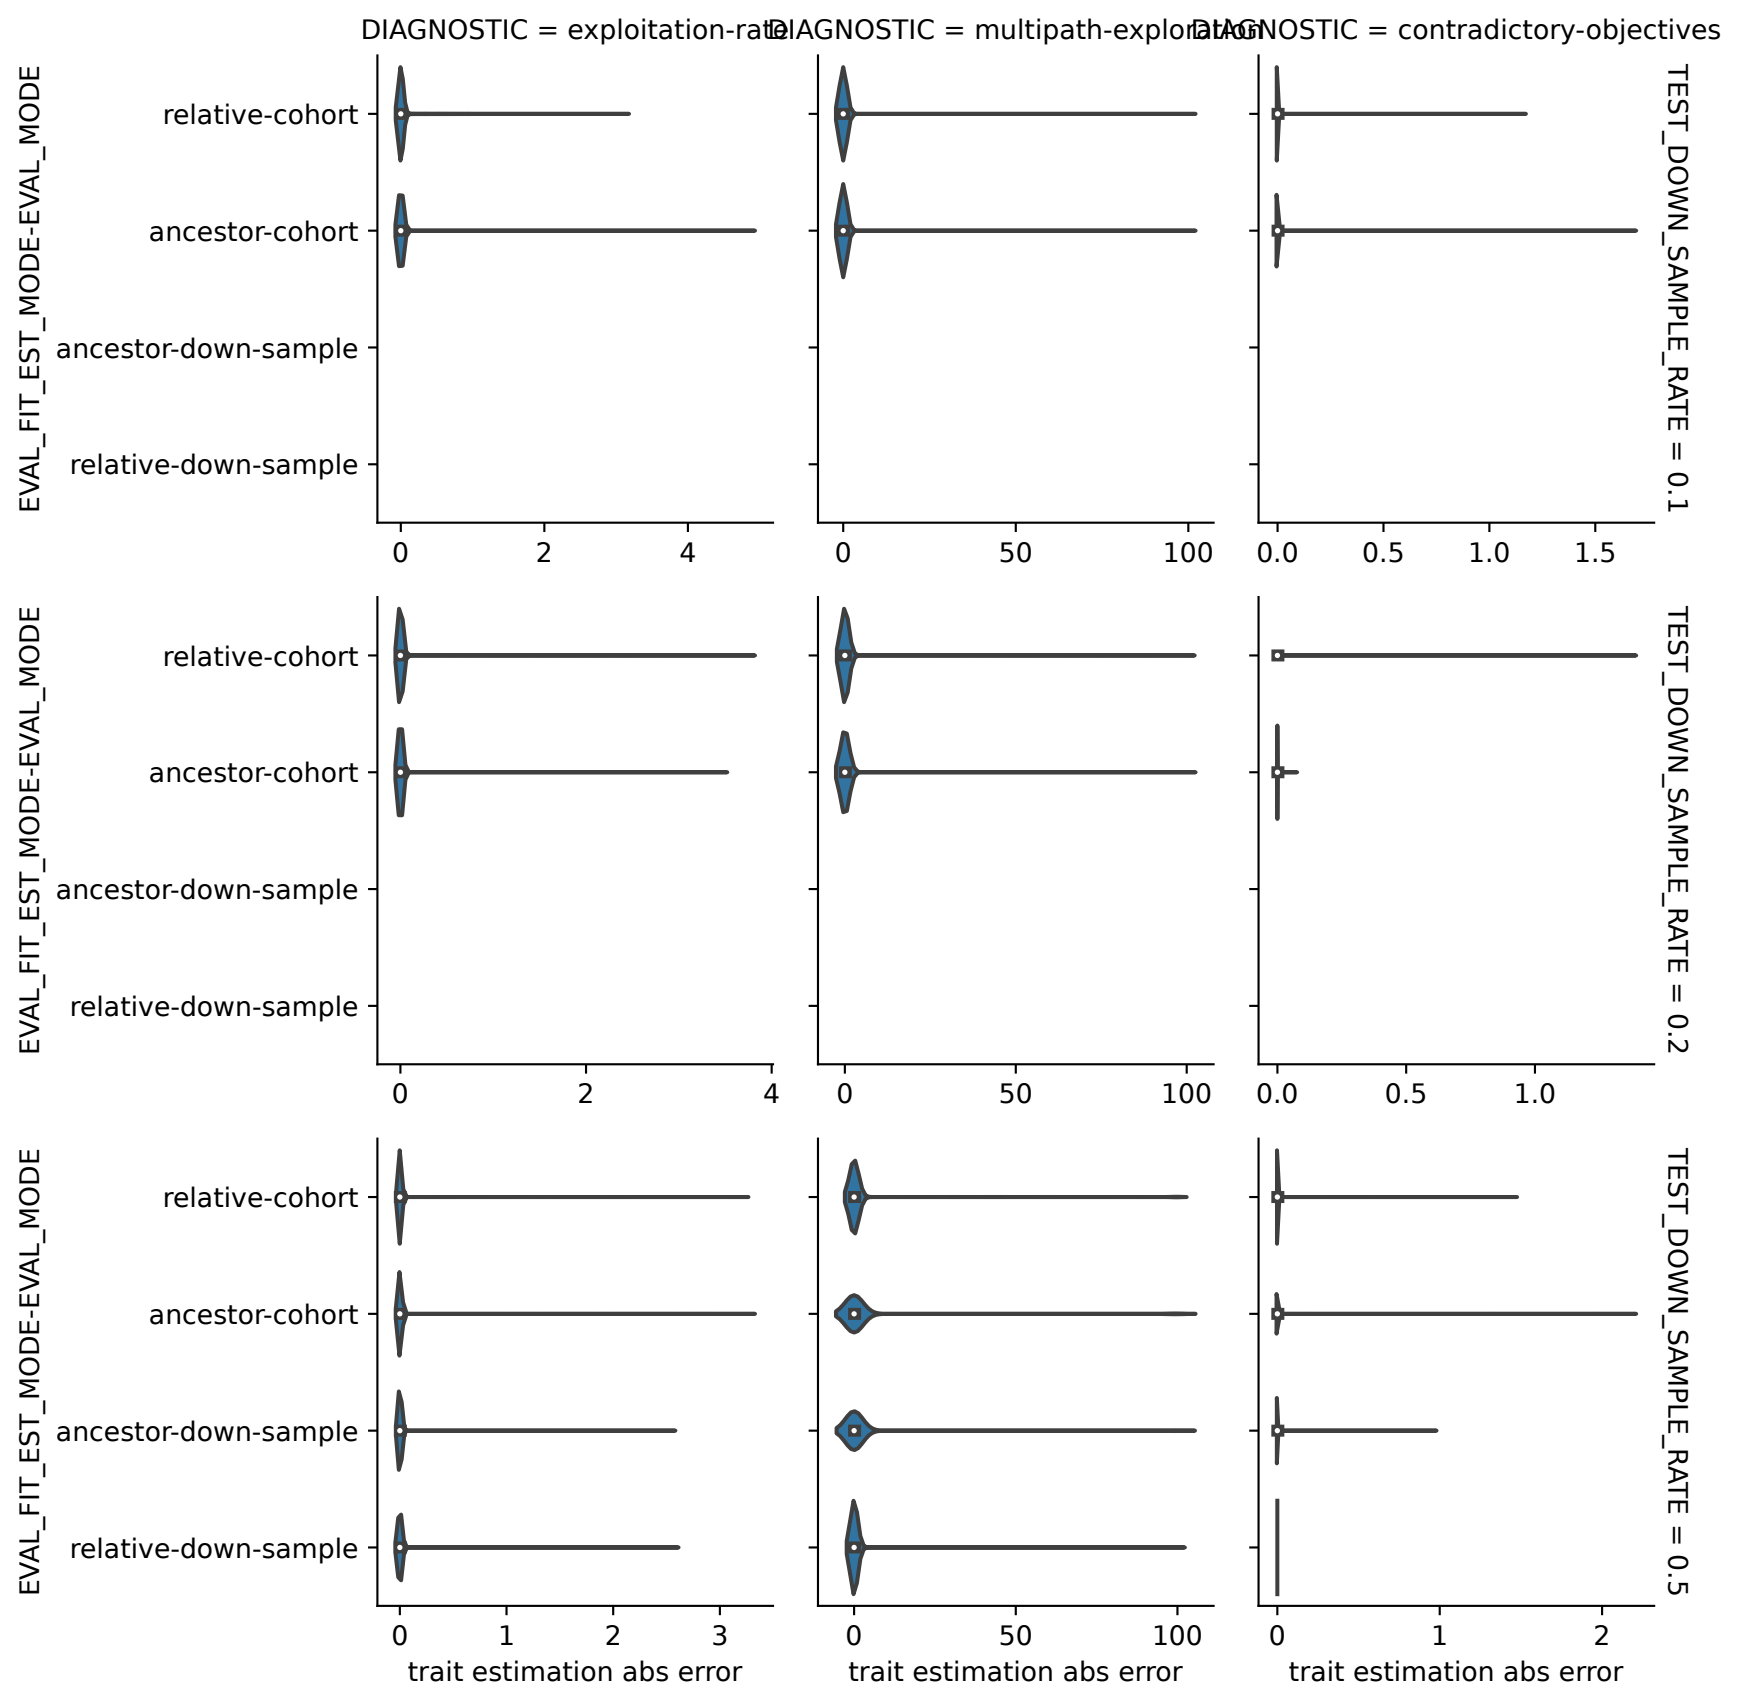 DIAGNOSTIC = exploitation-rate
DIAGNOSTIC = multipath-exploration
DIAGNOSTIC = contradictory-objectives
EVAL_FIT_EST_MODE-EVAL_MODE
relative-cohort
ancestor-cohort
ancestor-down-sample
relative-down-sample
TEST_DOWN_SAMPLE_RATE = 0.1
0 2 4
0 50 100
0.0 0.5 1.0 1.5
EVAL_FIT_EST_MODE-EVAL_MODE
relative-cohort
ancestor-cohort
ancestor-down-sample
relative-down-sample
TEST_DOWN_SAMPLE_RATE = 0.2
0 2 4
0 50 100
0.0 0.5 1.0
EVAL_FIT_EST_MODE-EVAL_MODE
relative-cohort
ancestor-cohort
ancestor-down-sample
relative-down-sample
TEST_DOWN_SAMPLE_RATE = 0.5
0 1 2 3
0 50 100
0 1 2
trait estimation abs error
trait estimation abs error
trait estimation abs error